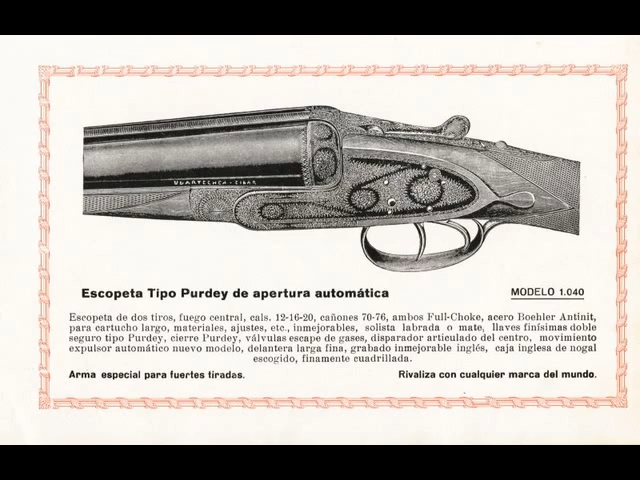 UGARTECHEA - EIBAR
Escopeta Tipo Purdey de apertura automática
MODELO 1.040
Escopeta de dos tiros, fuego central, cals. 12-16-20, cañones 70-76, ambos Full-Choke, acero Boehler Antinit,
para cartucho largo, materiales, ajustes, etc., inmejorables, solista labrada o mate, llaves finísimas doble
seguro tipo Purdey, cierre Purdey, válvulas escape de gases, disparador articulado del centro, movimiento
expulsor automático nuevo modelo, delantera larga fina, grabado inmejorable inglés, caja inglesa de nogal
escogido, finamente cuadrillada.
Arma especial para fuertes tiradas.
Rivaliza con cualquier marca del mundo.